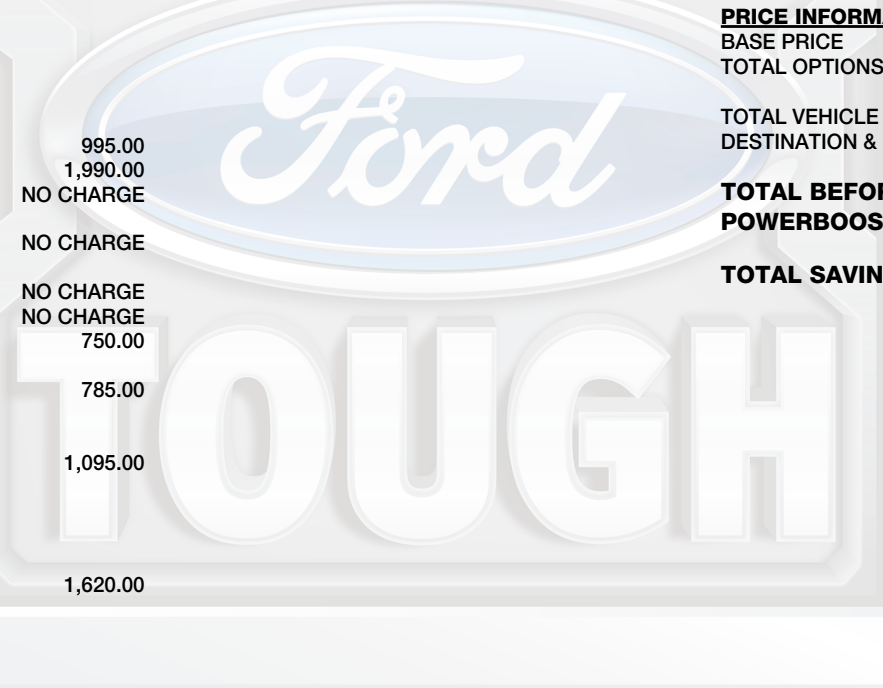 995.00
1,990.00
NO CHARGE
NO CHARGE
NO CHARGE
NO CHARGE
750.00
785.00
1,095.00
1,620.00
Ford
TOUGH
PRICE INFORM
BASE PRICE
TOTAL OPTIONS
TOTAL VEHICLE
DESTINATION &
TOTAL BEFO
POWERBOOS
TOTAL SAVIN